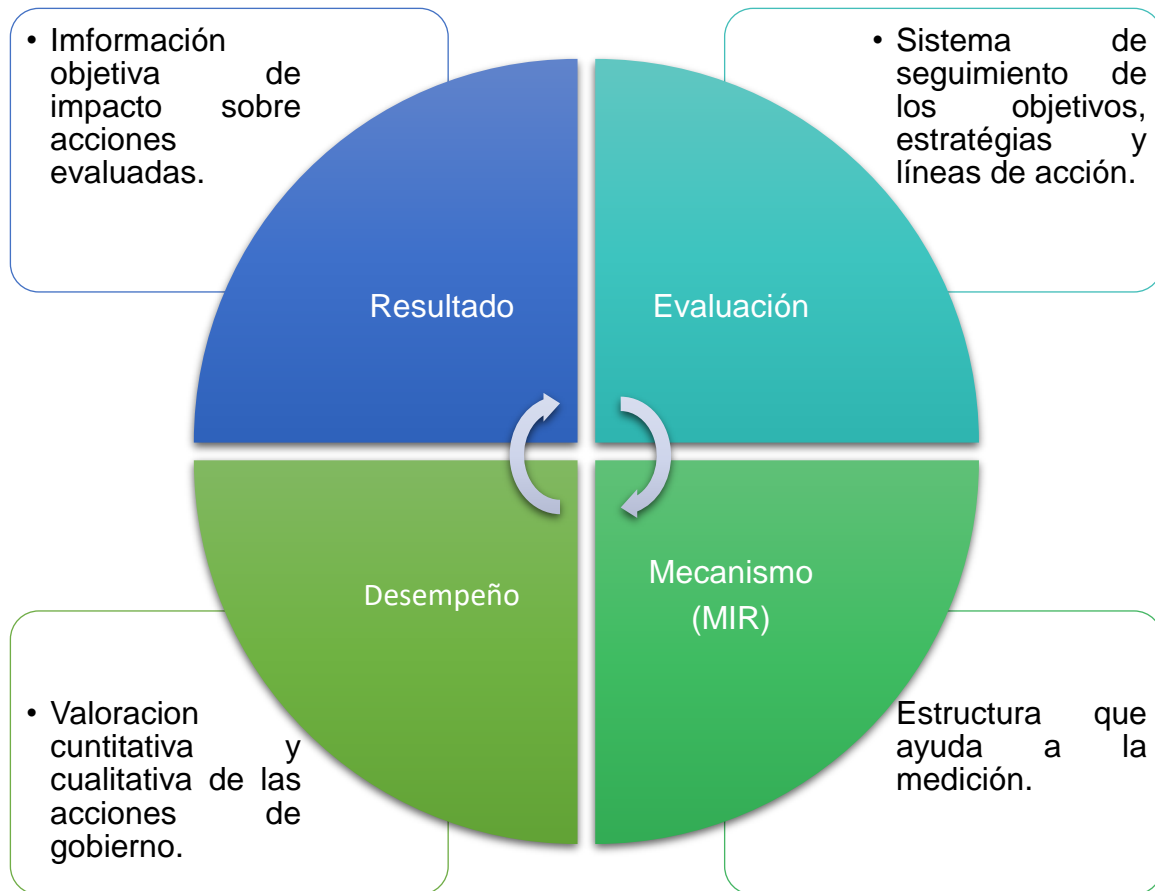 • Imformación
objetiva de
impacto sobre
acciones
evaluadas.
• Sistema de
seguimiento de
los objetivos,
estratégias y
líneas de acción.
Resultado
Evaluación
Desempeño
Mecanismo
(MIR)
• Valoracion
cuntitativa y
cualitativa de las
acciones de
gobierno.
Estructura que
ayuda a la
medición.